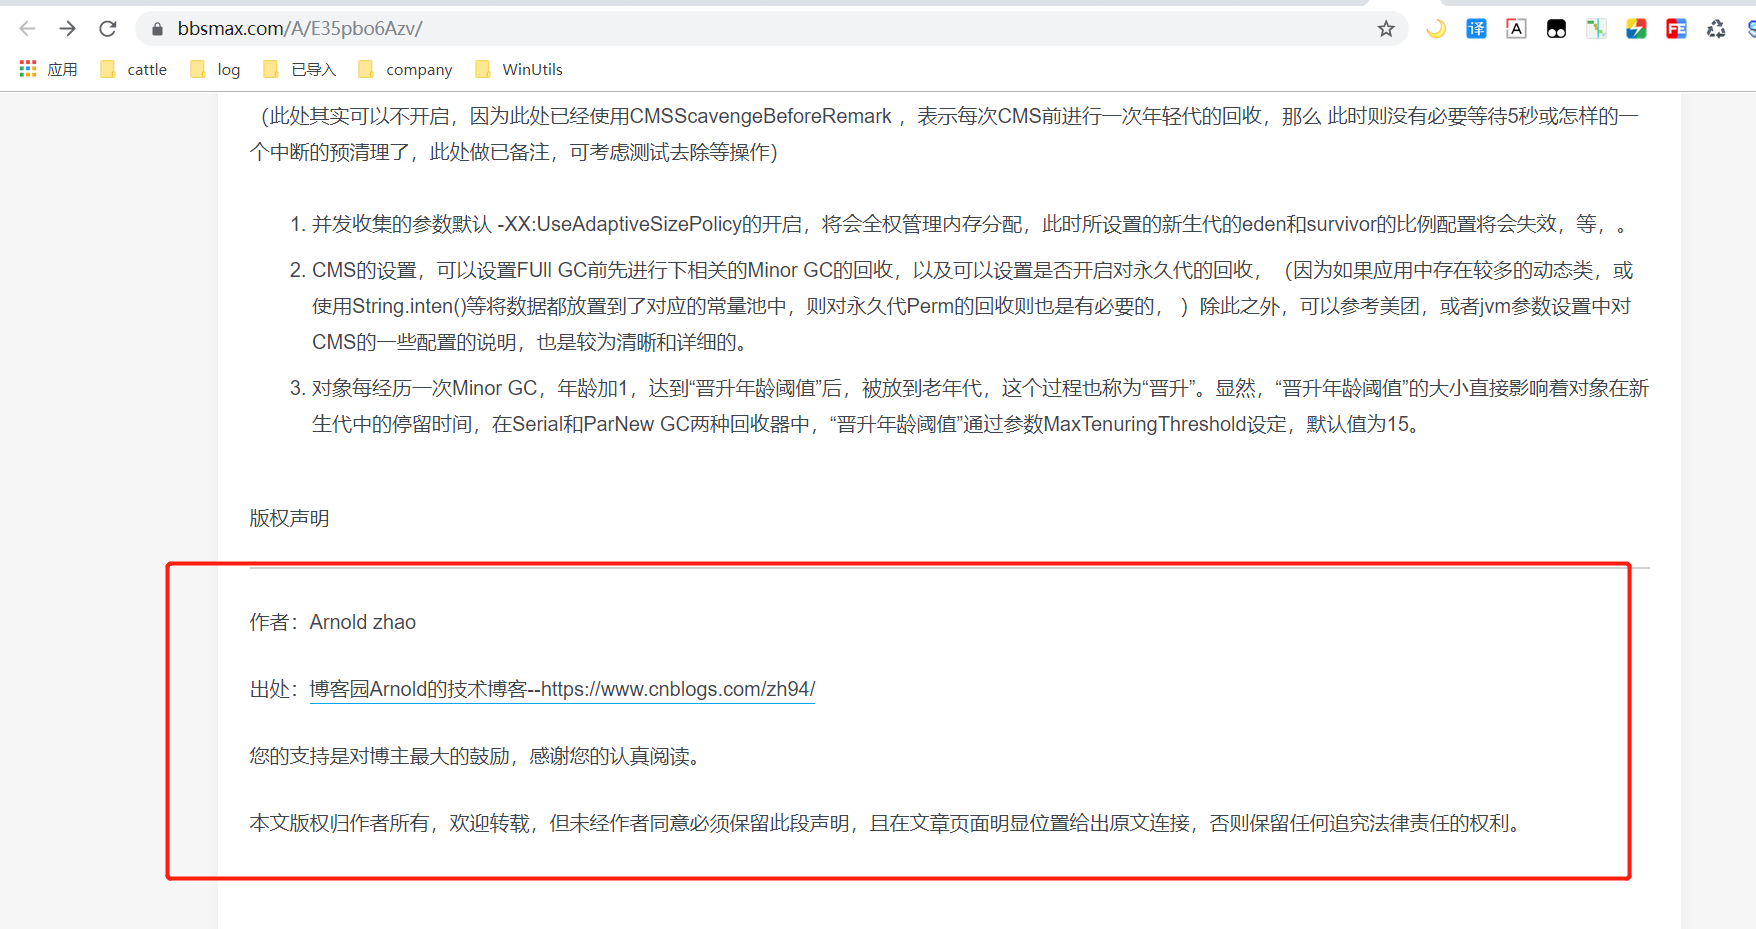 bbsmax.com/A/E35pbo6Azv/
应用 cattle log 已导入 company WinUtils
（此处其实可以不开启，因为此处已经使用CMSScavengeBeforeRemark ，表示每次CMS前进行一次年轻代的回收，那么 此时则没有必要等待5秒或怎样的一
个中断的预清理了，此处做已备注，可考虑测试去除等操作）
1. 并发收集的参数默认 -XX:UseAdaptiveSizePolicy的开启，将会全权管理内存分配，此时所设置的新生代的eden和survivor的比例配置将会失效，等，。
2. CMS的设置，可以设置FUll GC前先进行下相关的Minor GC的回收，以及可以设置是否开启对永久代的回收，（因为如果应用中存在较多的动态类，或
使用String.inten()等将数据都放置到了对应的常量池中，则对永久代Perm的回收则也是有必要的， ）除此之外，可以参考美团，或者jvm参数设置中对
CMS的一些配置的说明，也是较为清晰和详细的。
3. 对象每经历一次Minor GC，年龄加1，达到“晋升年龄阈值”后，被放到老年代，这个过程也称为“晋升”。显然，“晋升年龄阈值”的大小直接影响着对象在新
生代中的停留时间，在Serial和ParNew GC两种回收器中，“晋升年龄阈值”通过参数MaxTenuringThreshold设定，默认值为15。
版权声明
作者：Arnold zhao
出处：博客园Arnold的技术博客--https://www.cnblogs.com/zh94/
您的支持是对博主最大的鼓励，感谢您的认真阅读。
本文版权归作者所有，欢迎转载，但未经作者同意必须保留此段声明，且在文章页面明显位置给出原文连接，否则保留任何追究法律责任的权利。